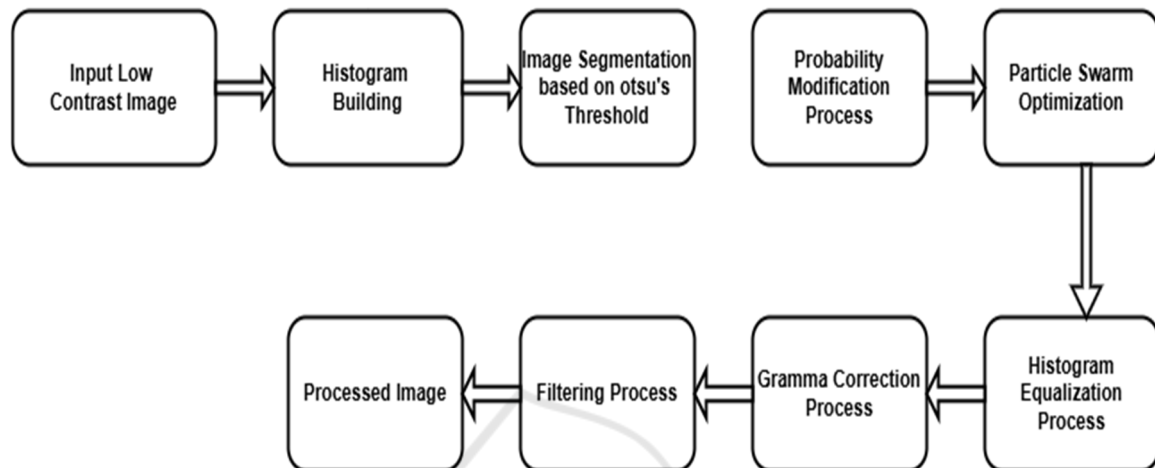 Input Low
Contrast Image
Histogram
Building
Image Segmentation
based on otsu's
Threshold
Probability
Modification
Process
Particle Swarm
Optimization
Histogram
Equalization
Process
Gramma Correction
Process
Filtering Process
Processed Image